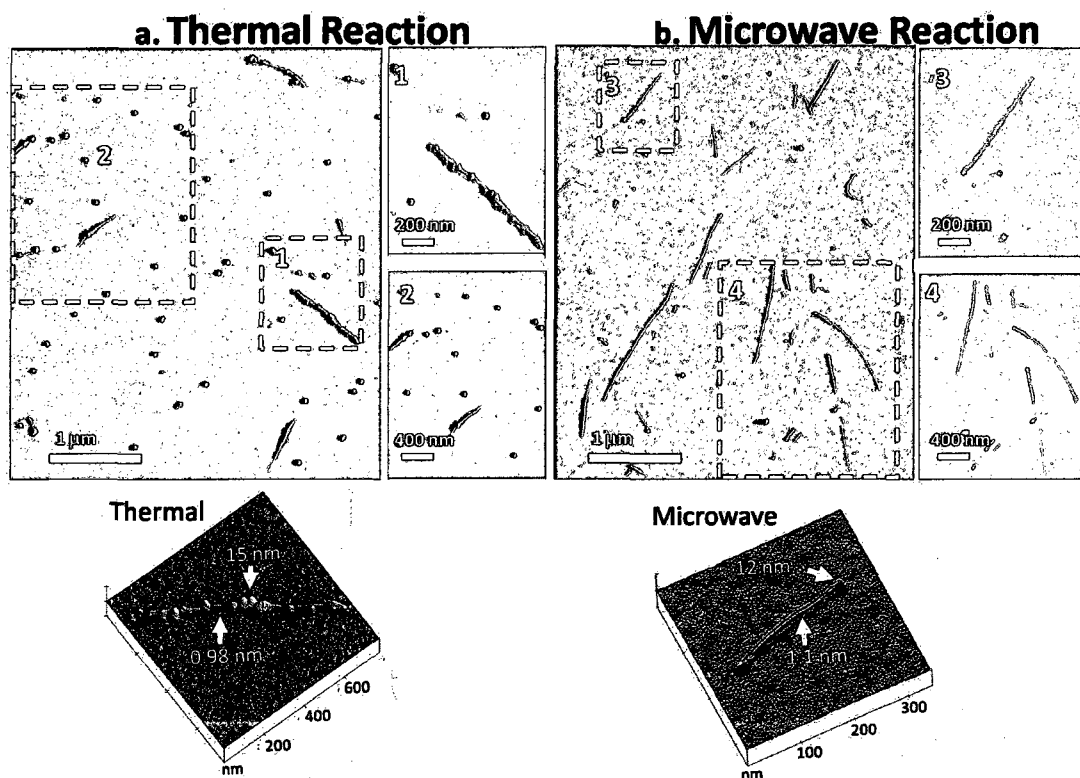 a. Thermal Reaction
b. Microwave Reaction
2
1
1 µm
1
200 nm
2
400 nm
3
4
1 µm
3
200 nm
4
400 nm
Thermal
15 nm
0.98 nm
200
400
600
nm
Microwave
12 nm
1.1 nm
100
200
300
nm